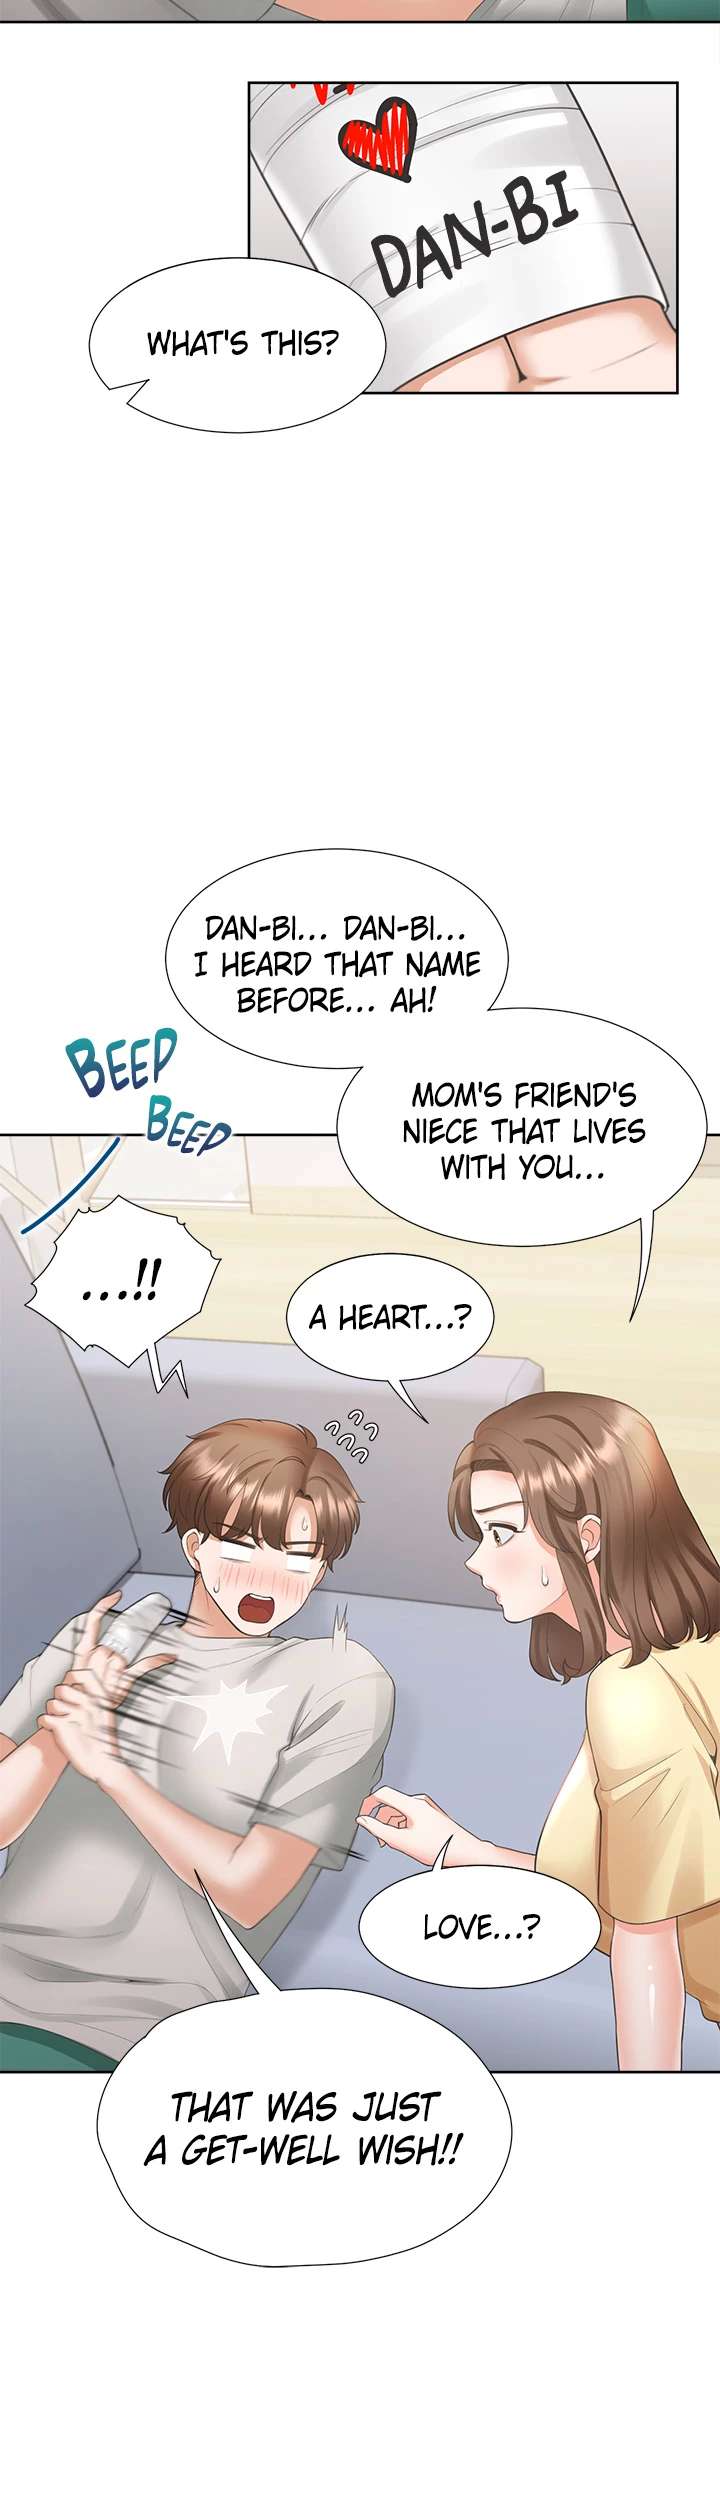 DAN-BI
WHAT'S THIS?
DAN-BI... DAN-BI...
I HEARD THAT NAME
BEFORE... AH!
BEEP
BEEP
MOM'S FRIEND'S
NIECE THAT LIVES
WITH YOU...
...!!
A HEART...?
LOVE...?
THAT WAS JUST
A GET-WELL WISH!!